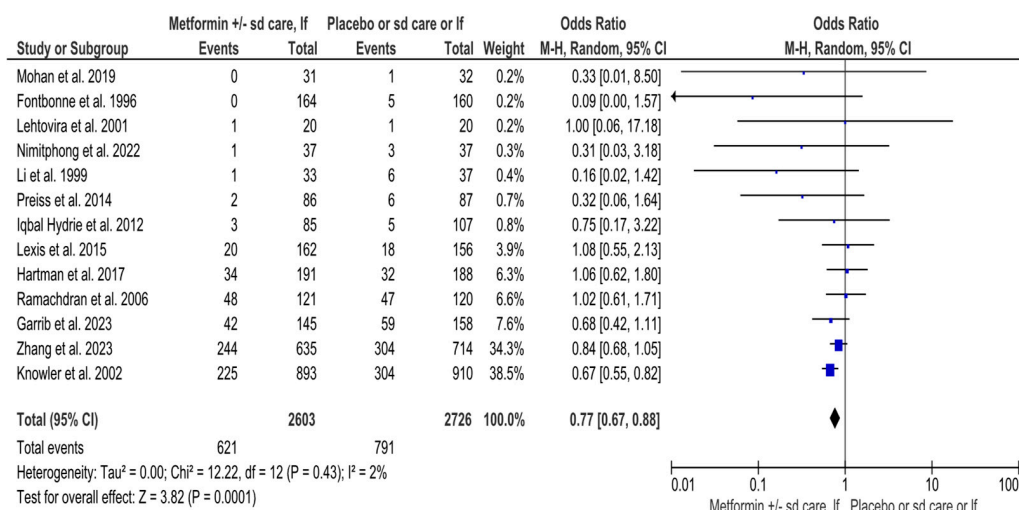 Metformin +/- sd care, lf Placebo or sd care or lf Odds Ratio Odds Ratio
Study or Subgroup Events Total Events Total Weight M-H, Random, 95% CI M-H, Random, 95% CI
Mohan et al. 2019 0 31 1 32 0.2% 0.33 [0.01, 8.50]
Fontbonne et al. 1996 0 164 5 160 0.2% 0.09 [0.00, 1.57]
Lehtovira et al. 2001 1 20 1 20 0.2% 1.00 [0.06, 17.18]
Nimitphong et al. 2022 1 37 3 37 0.3% 0.31 [0.03, 3.18]
Li et al. 1999 1 33 6 37 0.4% 0.16 [0.02, 1.42]
Preiss et al. 2014 2 86 6 87 0.7% 0.32 [0.06, 1.64]
Iqbal Hydrie et al. 2012 3 85 5 107 0.8% 0.75 [0.17, 3.22]
Lexis et al. 2015 20 162 18 156 3.9% 1.08 [0.55, 2.13]
Hartman et al. 2017 34 191 32 188 6.3% 1.06 [0.62, 1.80]
Ramachdran et al. 2006 48 121 47 120 6.6% 1.02 [0.61, 1.71]
Garrib et al. 2023 42 145 59 158 7.6% 0.68 [0.42, 1.11]
Zhang et al. 2023 244 635 304 714 34.3% 0.84 [0.68, 1.05]
Knowler et al. 2002 225 893 304 910 38.5% 0.67 [0.55, 0.82]
Total (95% CI) 2603 2726 100.0% 0.77 [0.67, 0.88]
Total events 621 791
Heterogeneity: Tau² = 0.00; Chi² = 12.22, df = 12 (P = 0.43); I² = 2%
Test for overall effect: Z = 3.82 (P = 0.0001)
0.01 0.1 1 10 100
Metformin +/- sd care, lf Placebo or sd care or lf